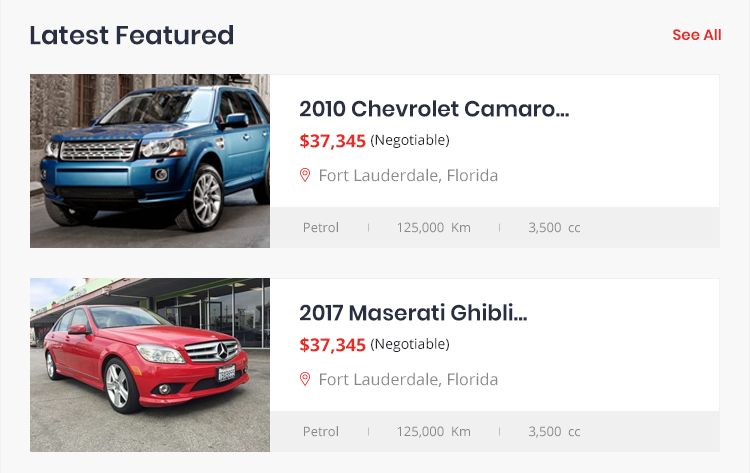 Latest Featured
See All
2010 Chevrolet Camaro...
$37,345 (Negotiable)
Fort Lauderdale, Florida
Petrol | 125,000 Km | 3,500 cc
2017 Maserati Ghibli...
$37,345 (Negotiable)
Fort Lauderdale, Florida
Petrol | 125,000 Km | 3,500 cc